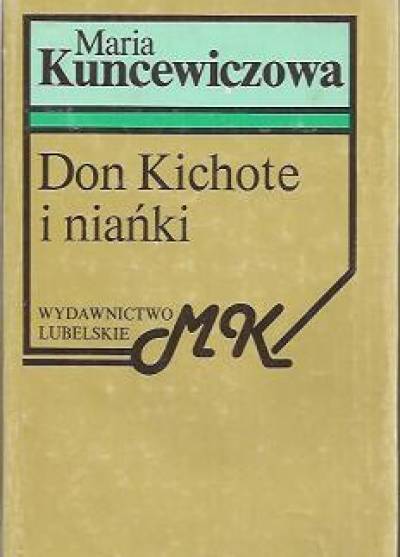 Maria
Kuncewiczowa
Don Kichote
i niańki
WYDAWNICTWO
LUBELSKIE
MK